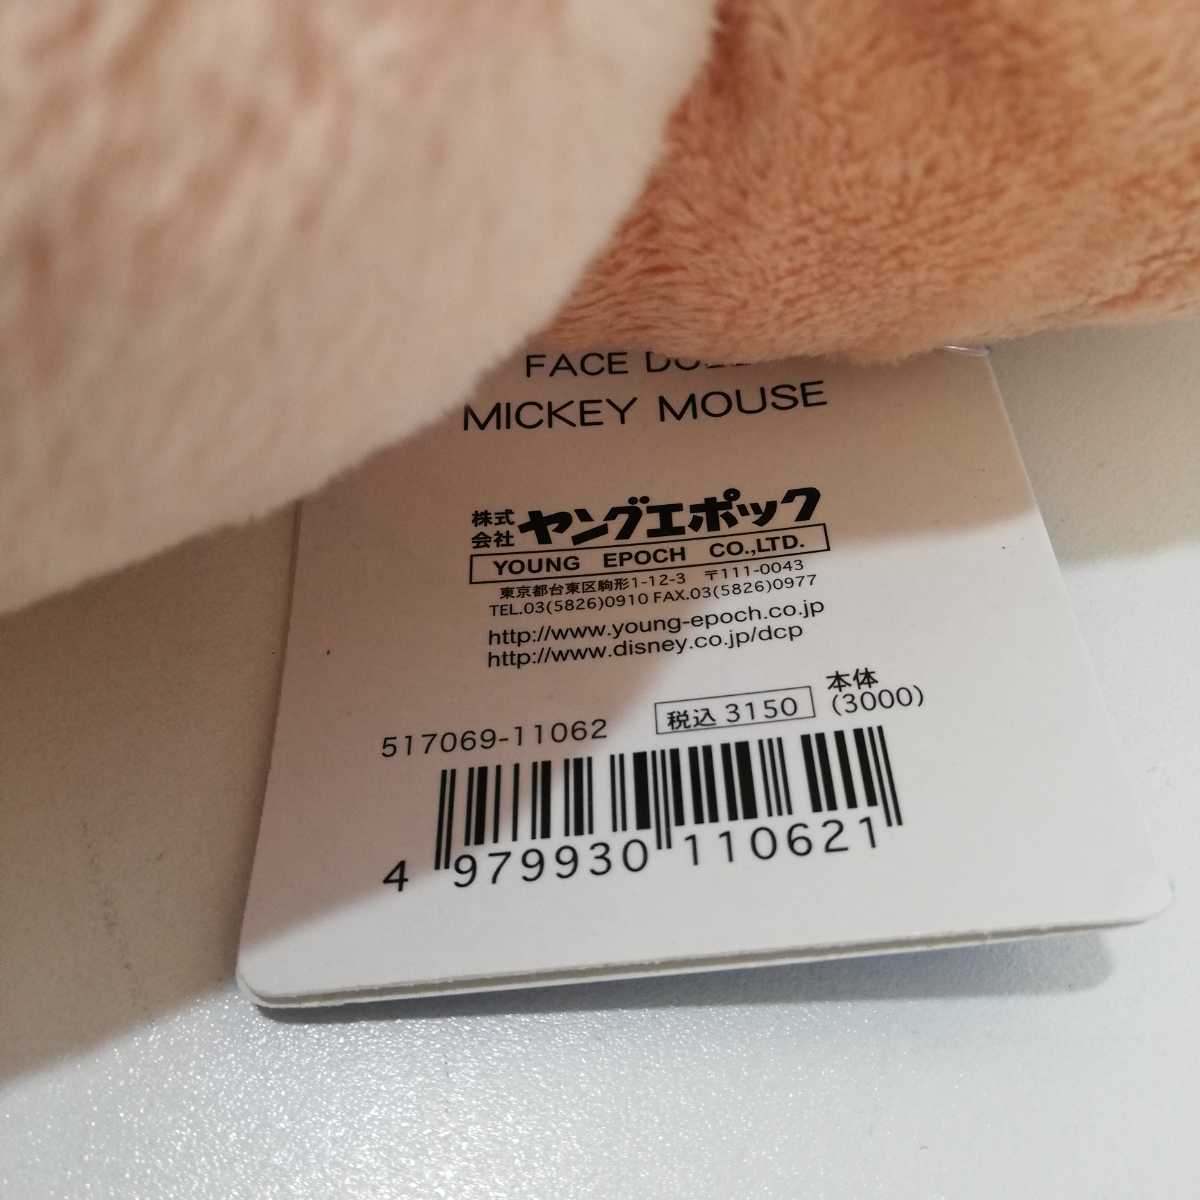 FACE
MICKEY MOUSE
株式会社 ヤングエポック
YOUNG EPOCH CO.,LTD.
東京都台東区駒形1-12-3 〒111-0043
TEL.03(5826)0910 FAX.03(5826)0977
http://www.young-epoch.co.jp
http://www.disney.co.jp/dcp
517069-11062 税込 3150 本体(3000)
4 979930 110621